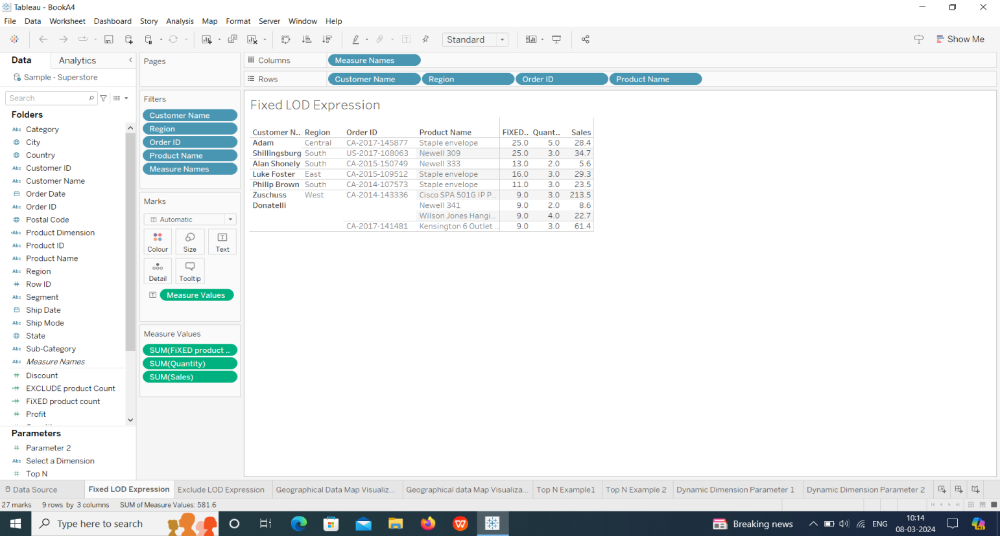 Tableau - BookA4
File Data Worksheet Dashboard Story Analysis Map Format Server Window Help
Standard
Show Me
Data Analytics
Sample - Superstore
Search
Folders
Abc Category
City
Country
Abc Customer ID
Abc Customer Name
Order Date
Abc Order ID
Postal Code
Abc Product Dimension
Abc Product ID
Abc Product Name
Abc Region
# Row ID
Abc Segment
Ship Date
Abc Ship Mode
State
Abc Sub-Category
Abc Measure Names
# Discount
=# EXCLUDE product Count
=# FiXED product count
# Profit
Parameters
# Parameter 2
Abc Select a Dimension
# Top N
Pages
Filters
Customer Name
Region
Order ID
Product Name
Measure Names
Marks
Automatic
Colour Size Text
Detail Tooltip
Measure Values
Measure Values
SUM(FiXED product ..
SUM(Quantity)
SUM(Sales)
Columns Measure Names
Rows Customer Name Region Order ID Product Name
Fixed LOD Expression
Customer N.. Region Order ID Product Name FiXED.. Quant.. Sales
Adam Central CA-2017-145877 Staple envelope 25.0 5.0 28.4
Shillingsburg South US-2017-108063 Newell 309 25.0 3.0 34.7
Alan Shonely South CA-2015-150749 Newell 333 13.0 2.0 5.6
Luke Foster East CA-2015-109512 Staple envelope 16.0 3.0 29.3
Philip Brown South CA-2014-107573 Staple envelope 11.0 3.0 23.5
Zuschuss West CA-2014-143336 Cisco SPA 501G IP P.. 9.0 3.0 213.5
Donatelli Newell 341 9.0 2.0 8.6
Wilson Jones Hangi.. 9.0 4.0 22.7
CA-2017-141481 Kensington 6 Outlet .. 9.0 3.0 61.4
Data Source Fixed LOD Expression Exclude LOD Expression Geographical Data Map Visualiz... Geographical data Map Visualiza... Top N Example1 Top N Example 2 Dynamic Dimension Parameter 1 Dynamic Dimension Parameter 2
27 marks 9 rows by 3 columns SUM of Measure Values: 581.6
Type here to search
Breaking news
ENG
10:14
08-03-2024